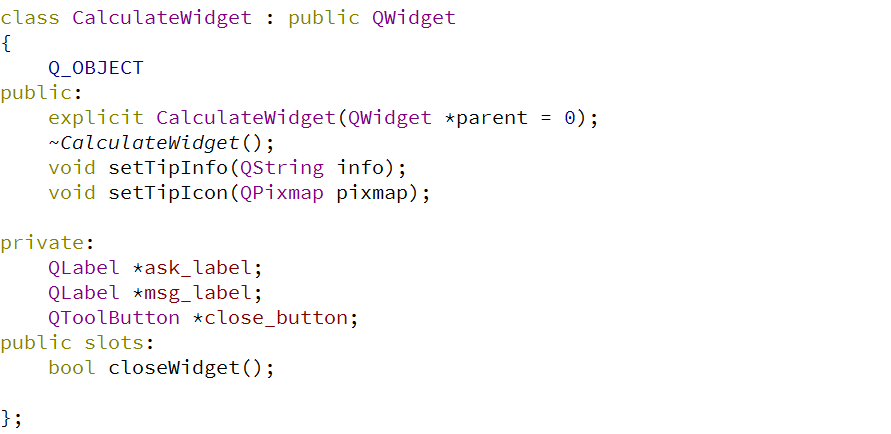 class CalculateWidget : public QWidget
{
    Q_OBJECT
public:
    explicit CalculateWidget(QWidget *parent = 0);
    ~CalculateWidget();
    void setTipInfo(QString info);
    void setTipIcon(QPixmap pixmap);

private:
    QLabel *ask_label;
    QLabel *msg_label;
    QToolButton *close_button;
public slots:
    bool closeWidget();

};